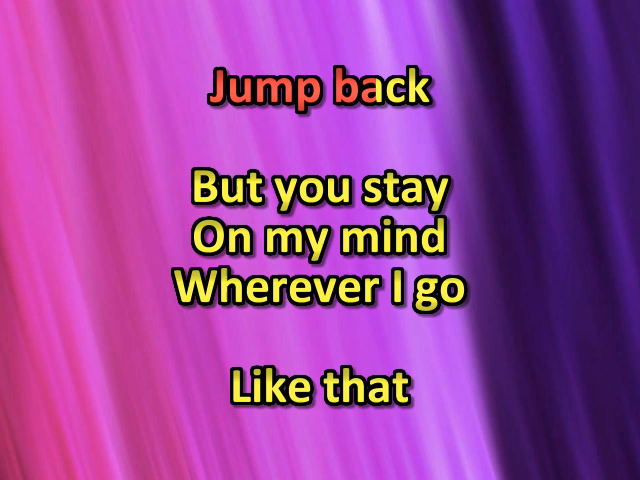 Jump back
But you stay
On my mind
Wherever I go
Like that